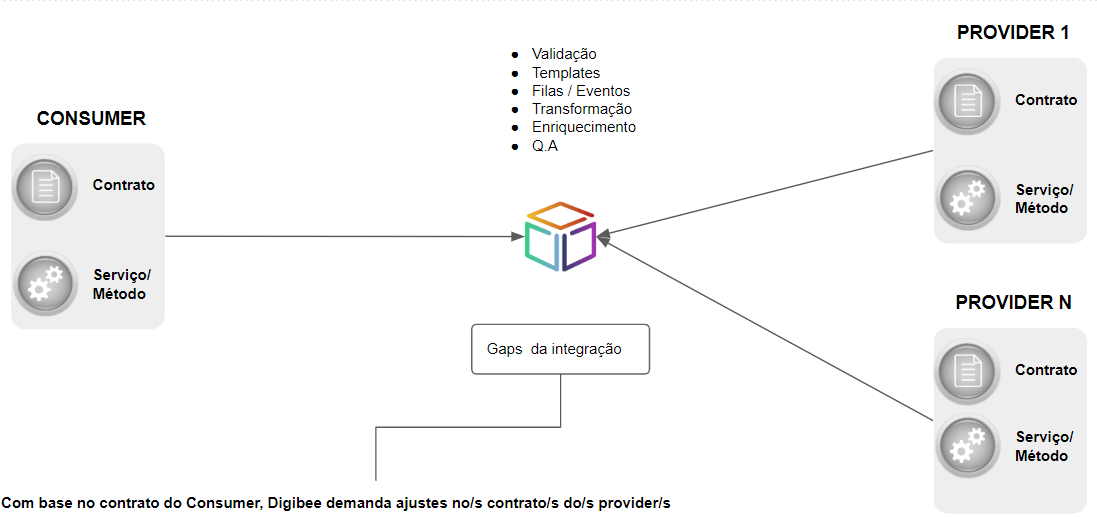 PROVIDER 1
Contrato
Serviço/
Método
● Validação
● Templates
● Filas / Eventos
● Transformação
● Enriquecimento
● Q.A
CONSUMER
Contrato
Serviço/
Método
PROVIDER N
Contrato
Serviço/
Método
Gaps da integração
Com base no contrato do Consumer, Digibee demanda ajustes no/s contrato/s do/s provider/s